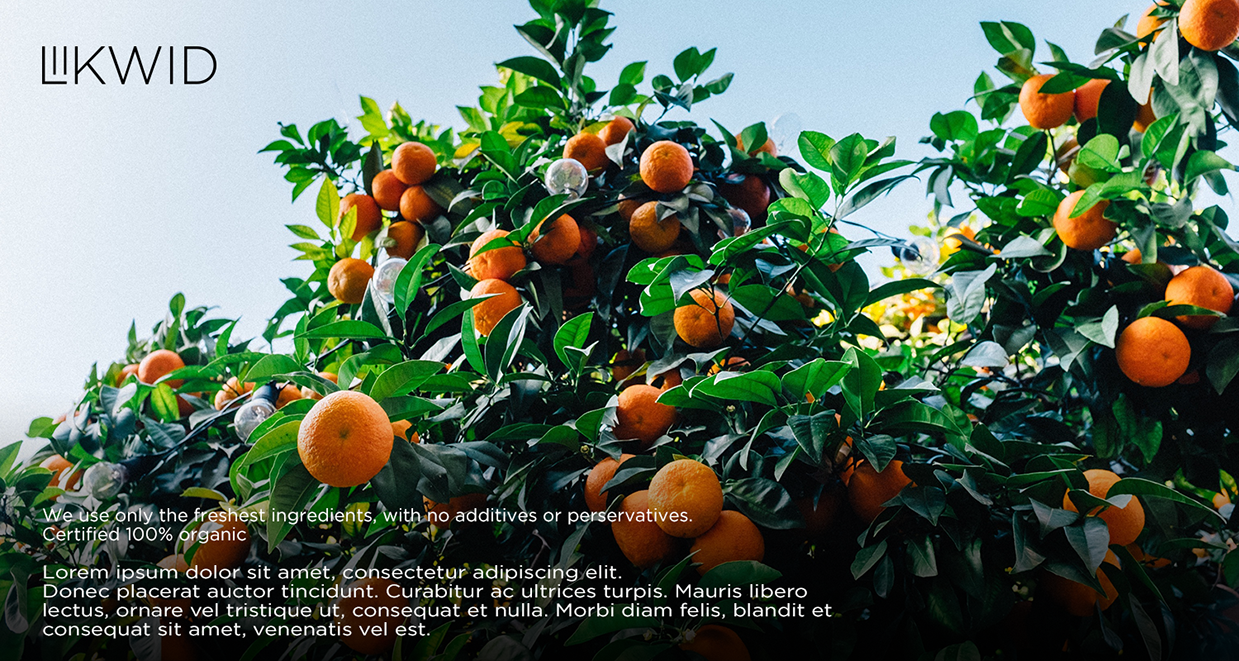 LIIKWID
We use only the freshest ingredients, with no additives or perservatives.
Certified 100% organic
Lorem ipsum dolor sit amet, consectetur adipiscing elit.
Donec placerat auctor tincidunt. Curabitur ac ultrices turpis. Mauris libero
lectus, ornare vel tristique ut, consequat et nulla. Morbi diam felis, blandit et
consequat sit amet, venenatis vel est.